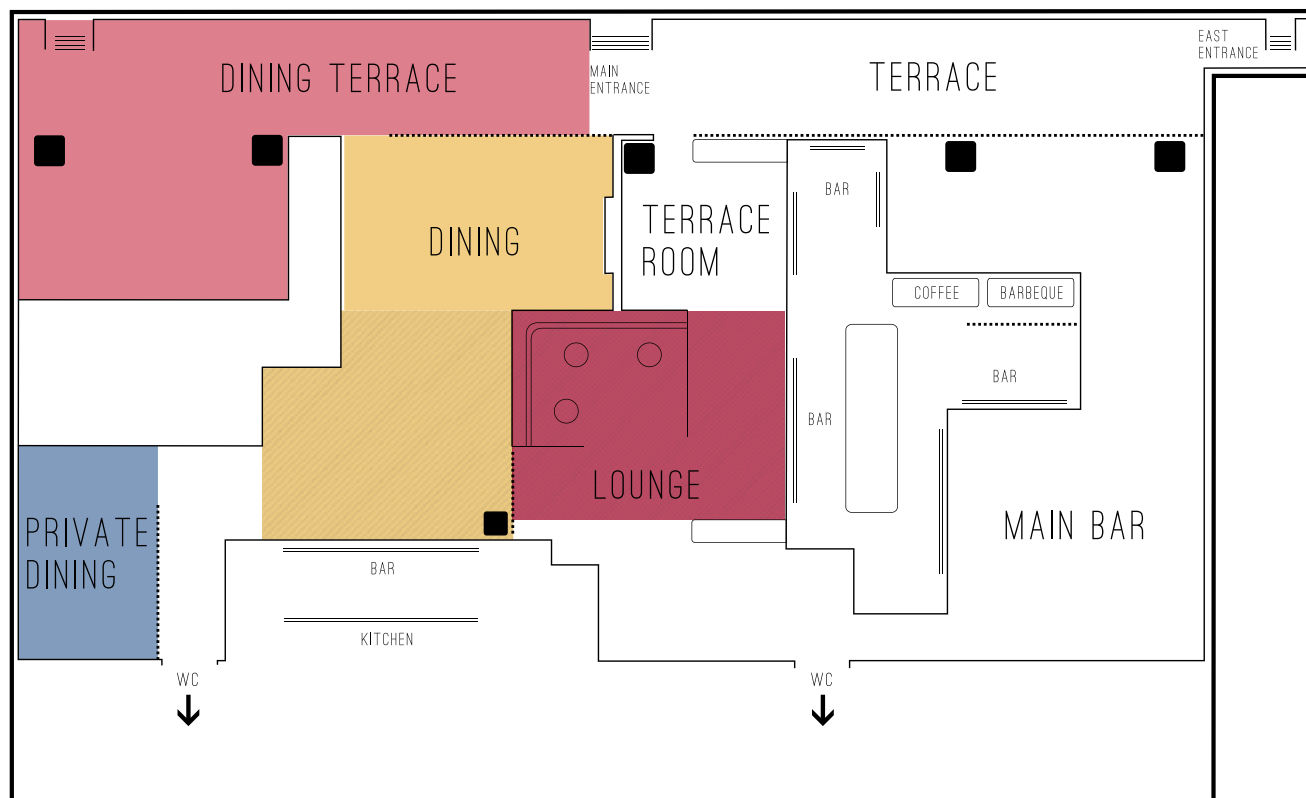 DINING TERRACE
MAIN
ENTRANCE
TERRACE
EAST
ENTRANCE
DINING
TERRACE
ROOM
BAR
COFFEE
BARBEQUE
BAR
BAR
LOUNGE
MAIN BAR
PRIVATE
DINING
BAR
KITCHEN
WC
WC